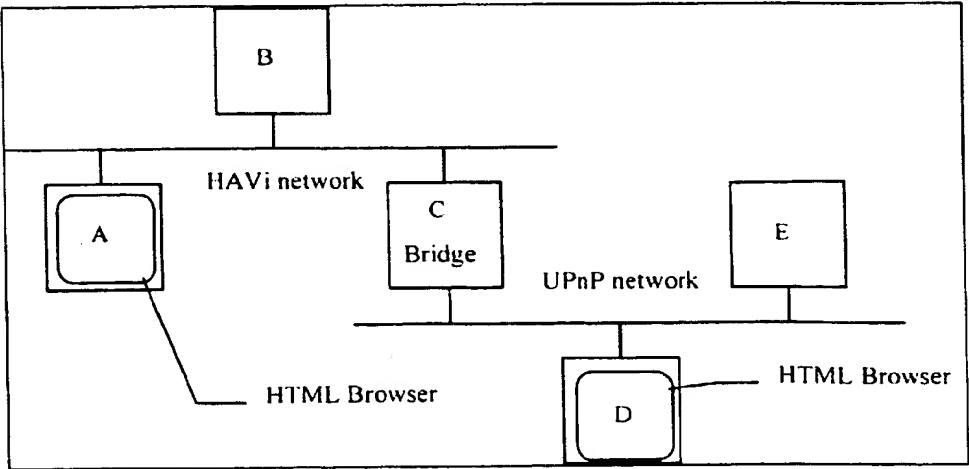 B
HAVi network
A
C
Bridge
E
UPnP network
HTML Browser
HTML Browser
D